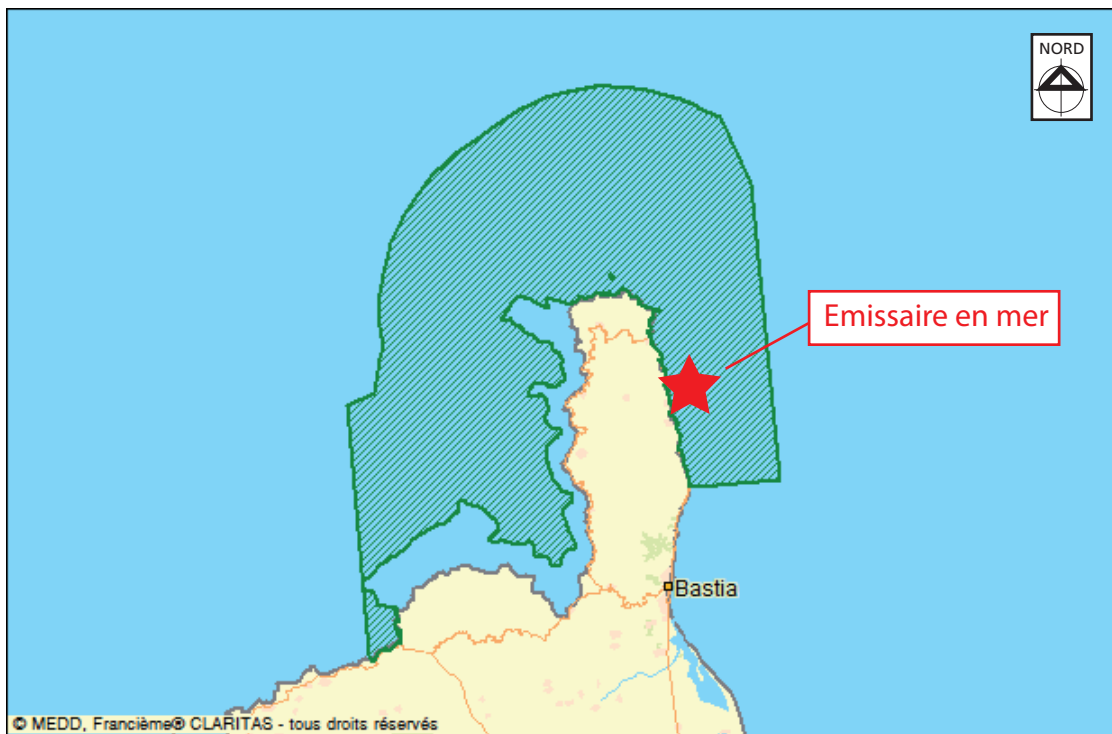 NORD
Emissaire en mer
Bastia
© MEDD, Francième® CLARITAS - tous droits réservés